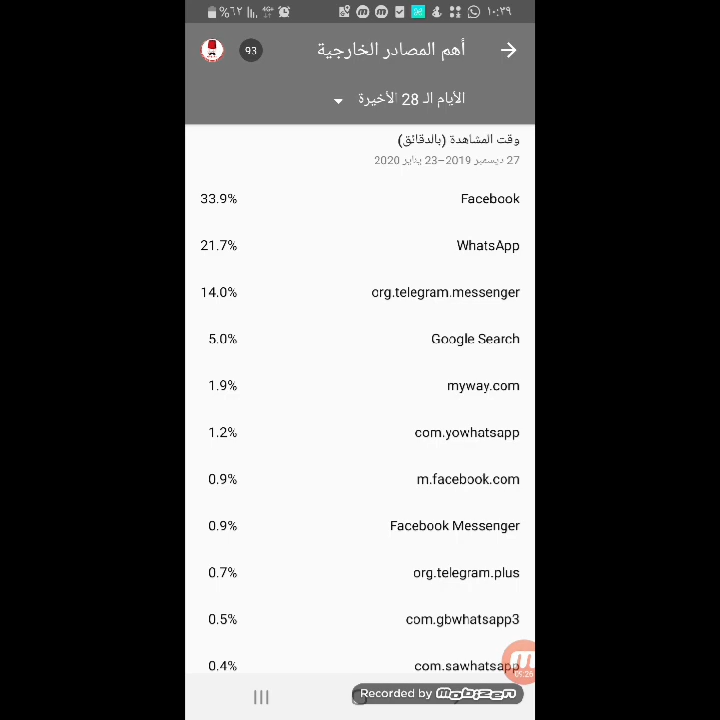 %٦٢ ١٠:٣٩
أهم المصادر الخارجية 93
الأيام الـ 28 الأخيرة
وقت المشاهدة (بالدقائق)
27 ديسمبر 2019–23 يناير 2020
Facebook 33.9%
WhatsApp 21.7%
org.telegram.messenger 14.0%
Google Search 5.0%
myway.com 1.9%
com.yowhatsapp 1.2%
m.facebook.com 0.9%
Facebook Messenger 0.9%
org.telegram.plus 0.7%
com.gbwhatsapp3 0.5%
com.sawhatsapp 0.4%
Recorded by mobizen